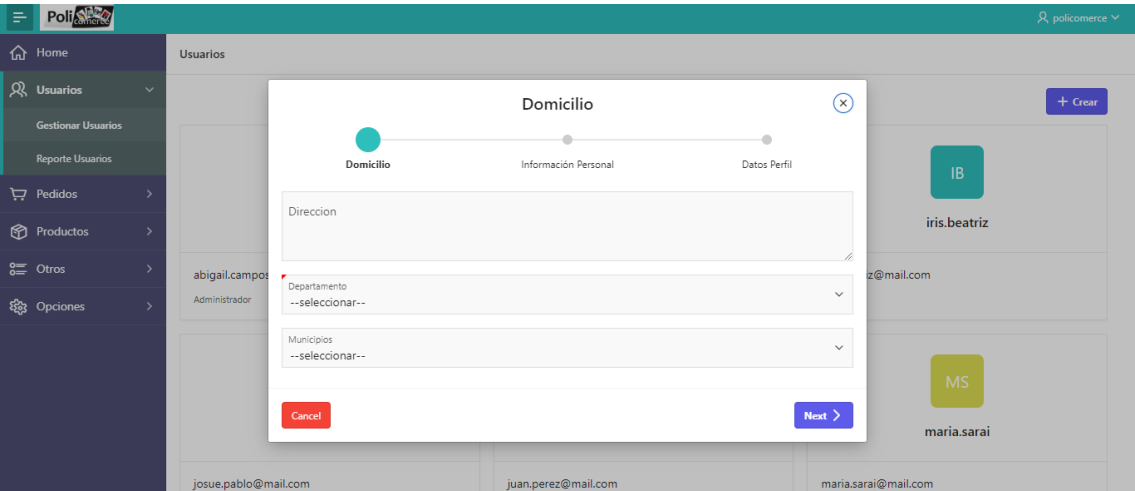 Policomerce
policomerce
Home
Usuarios
Usuarios
Gestionar Usuarios
Reporte Usuarios
Pedidos
Productos
Otros
Opciones
+ Crear
Domicilio
Domicilio
Información Personal
Datos Perfil
Direccion
Departamento
--seleccionar--
Municipios
--seleccionar--
Cancel
Next
IB
iris.beatriz
abigail.campos
z@mail.com
Administrador
MS
maria.sarai
josue.pablo@mail.com
juan.perez@mail.com
maria.sarai@mail.com